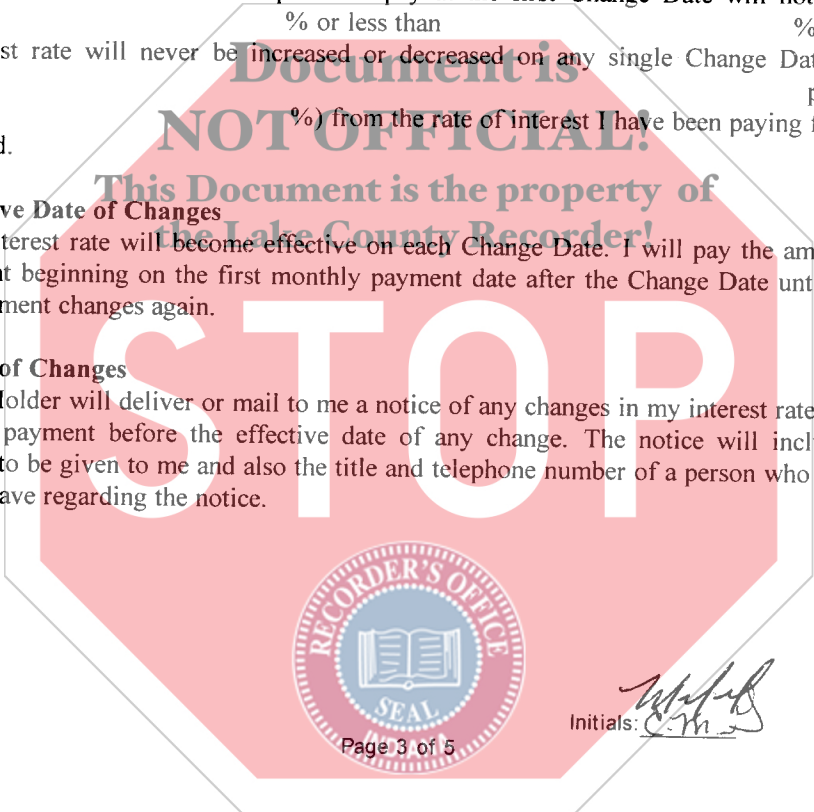 % or less than %
st rate will never be increased or decreased on any single Change Dat
%) from the rate of interest I have been paying f
d.
ve Date of Changes
terest rate will become effective on each Change Date. I will pay the am
t beginning on the first monthly payment date after the Change Date unt
ment changes again.
of Changes
older will deliver or mail to me a notice of any changes in my interest rate
payment before the effective date of any change. The notice will incl
to be given to me and also the title and telephone number of a person who
ave regarding the notice.
Document is
NOT OFFICIAL!
This Document is the property of
the Lake County Recorder!
STOP
RECORDER'S OFFICE
SEAL
INDIANA
Initials: C.M.
Page 3 of 5